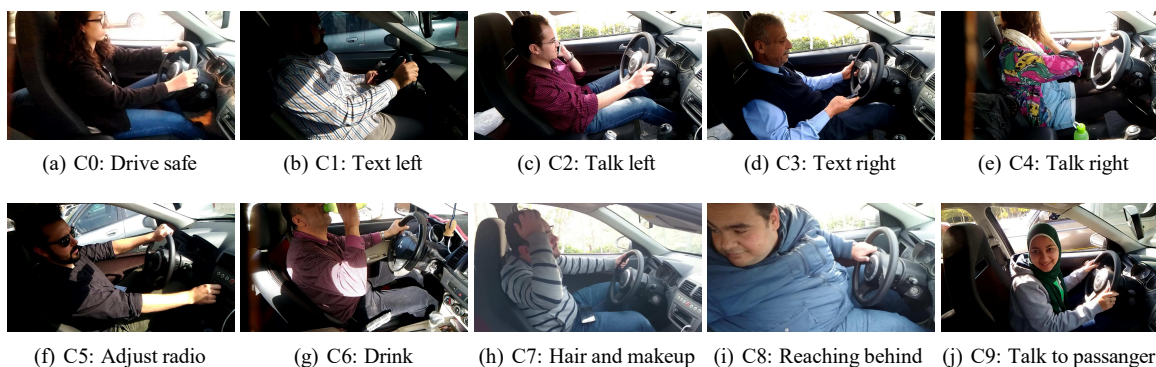 (a) C0: Drive safe
(b) C1: Text left
(c) C2: Talk left
(d) C3: Text right
(e) C4: Talk right
(f) C5: Adjust radio
(g) C6: Drink
(h) C7: Hair and makeup
(i) C8: Reaching behind
(j) C9: Talk to passanger